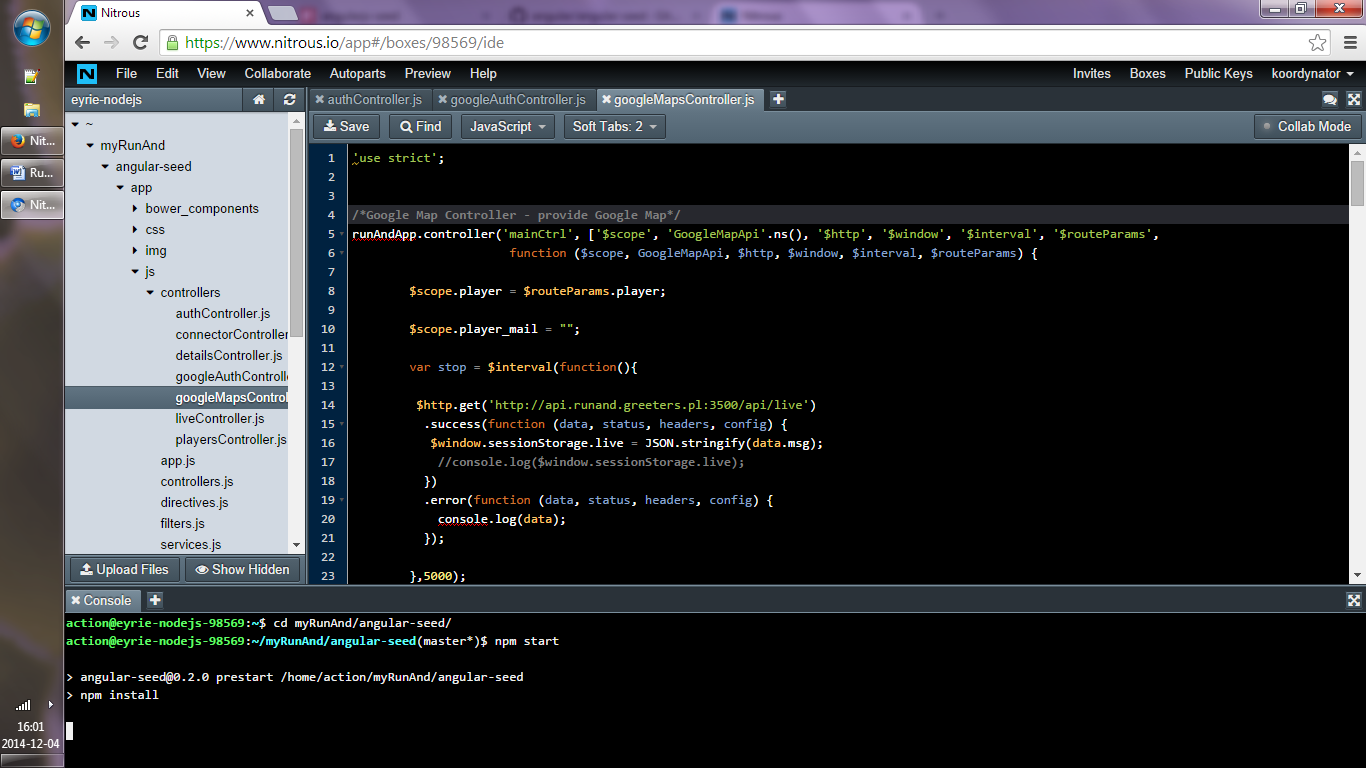 Nitrous
https://www.nitrous.io/app#/boxes/98569/ide
N File Edit View Collaborate Autoparts Preview Help Invites Boxes Public Keys koordynator
eyrie-nodejs
authController.js googleAuthController.js googleMapsController.js
Save Find JavaScript Soft Tabs: 2 Collab Mode
~
myRunAnd
angular-seed
app
bower_components
css
img
js
controllers
authController.js
connectorController
detailsController.js
googleAuthControll
googleMapsControl
liveController.js
playersController.js
app.js
controllers.js
directives.js
filters.js
services.js
Upload Files Show Hidden
1 'use strict';
2
3
4 /*Google Map Controller - provide Google Map*/
5 runAndApp.controller('mainCtrl', ['$scope', 'GoogleMapApi'.ns(), '$http', '$window', '$interval', '$routeParams',
6 function ($scope, GoogleMapApi, $http, $window, $interval, $routeParams) {
7
8 $scope.player = $routeParams.player;
9
10 $scope.player_mail = "";
11
12 var stop = $interval(function(){
13
14 $http.get('http://api.runand.greeters.pl:3500/api/live')
15 .success(function (data, status, headers, config) {
16 $window.sessionStorage.live = JSON.stringify(data.msg);
17 //console.log($window.sessionStorage.live);
18 })
19 .error(function (data, status, headers, config) {
20 console.log(data);
21 });
22
23 },5000);
Console
action@eyrie-nodejs-98569:~$ cd myRunAnd/angular-seed/
action@eyrie-nodejs-98569:~/myRunAnd/angular-seed(master*)$ npm start
> angular-seed@0.2.0 prestart /home/action/myRunAnd/angular-seed
> npm install
Nit...
Ru...
Nit...
16:01
2014-12-04